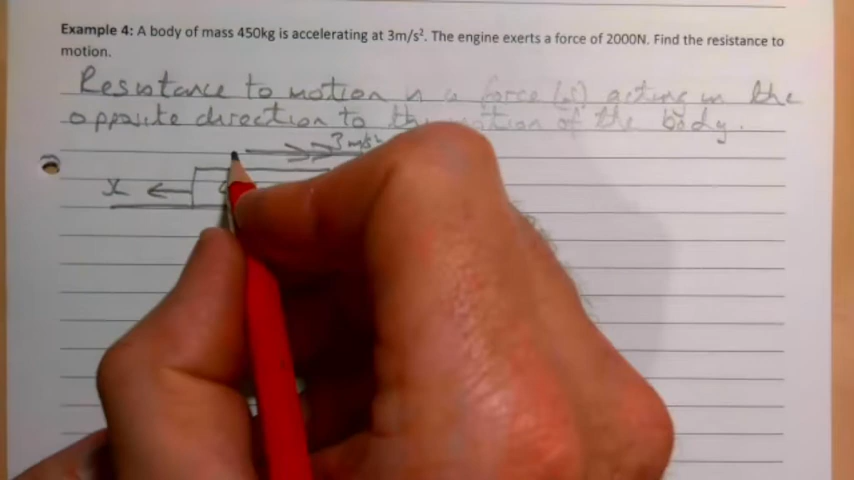 Example 4: A body of mass 450kg is accelerating at 3m/s². The engine exerts a force of 2000N. Find the resistance to
motion.
Resistance to motion is a force (of) acting in the
opposite direction to the motion of the body.
3 m/s²
x